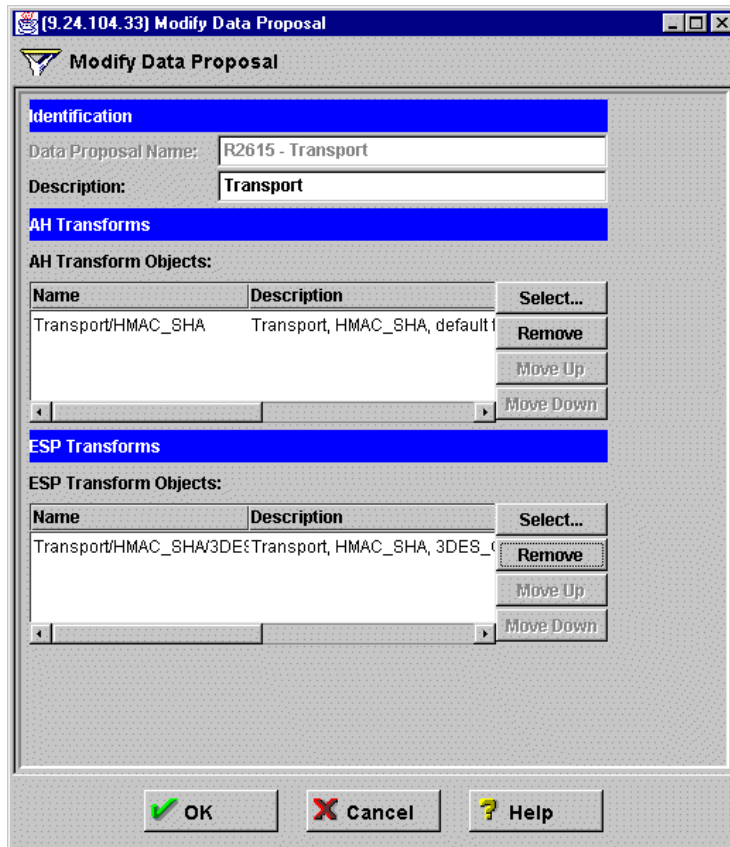 (9.24.104.33) Modify Data Proposal
Modify Data Proposal
Identification
Data Proposal Name: R2615 - Transport
Description: Transport
AH Transforms
AH Transform Objects:
Name Description Select...
Transport/HMAC_SHA Transport, HMAC_SHA, default Remove
Move Up
Move Down
ESP Transforms
ESP Transform Objects:
Name Description Select...
Transport/HMAC_SHA/3DES Transport, HMAC_SHA, 3DES_ Remove
Move Up
Move Down
OK Cancel Help